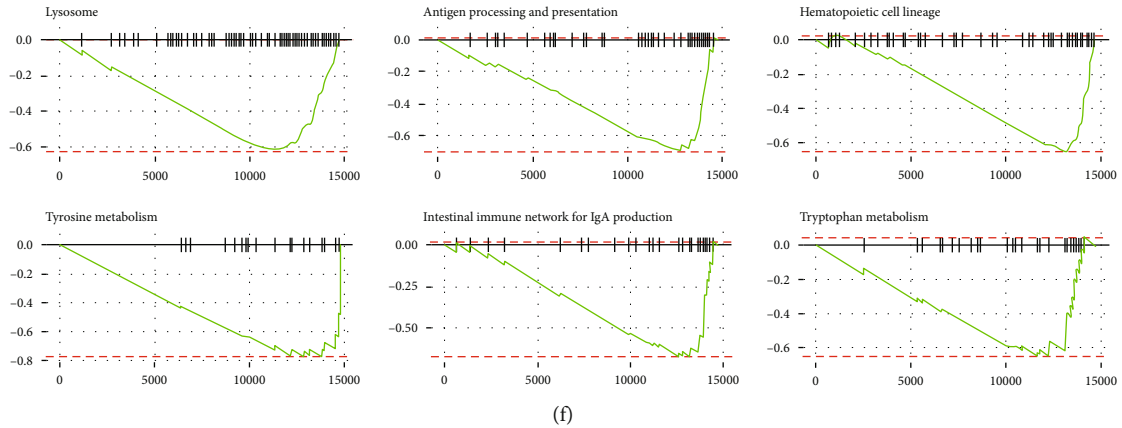 Lysosome
0.0
−0.2
−0.4
−0.6
0 5000 10000 15000
Antigen processing and presentation
0.0
−0.2
−0.4
−0.6
0 5000 10000 15000
Hematopoietic cell lineage
0.0
−0.2
−0.4
−0.6
0 5000 10000 15000
Tyrosine metabolism
0.0
−0.2
−0.4
−0.6
−0.8
0 5000 10000 15000
Intestinal immune network for IgA production
0.00
−0.25
−0.50
0 5000 10000 15000
Tryptophan metabolism
0.0
−0.2
−0.4
−0.6
0 5000 10000 15000
(f)